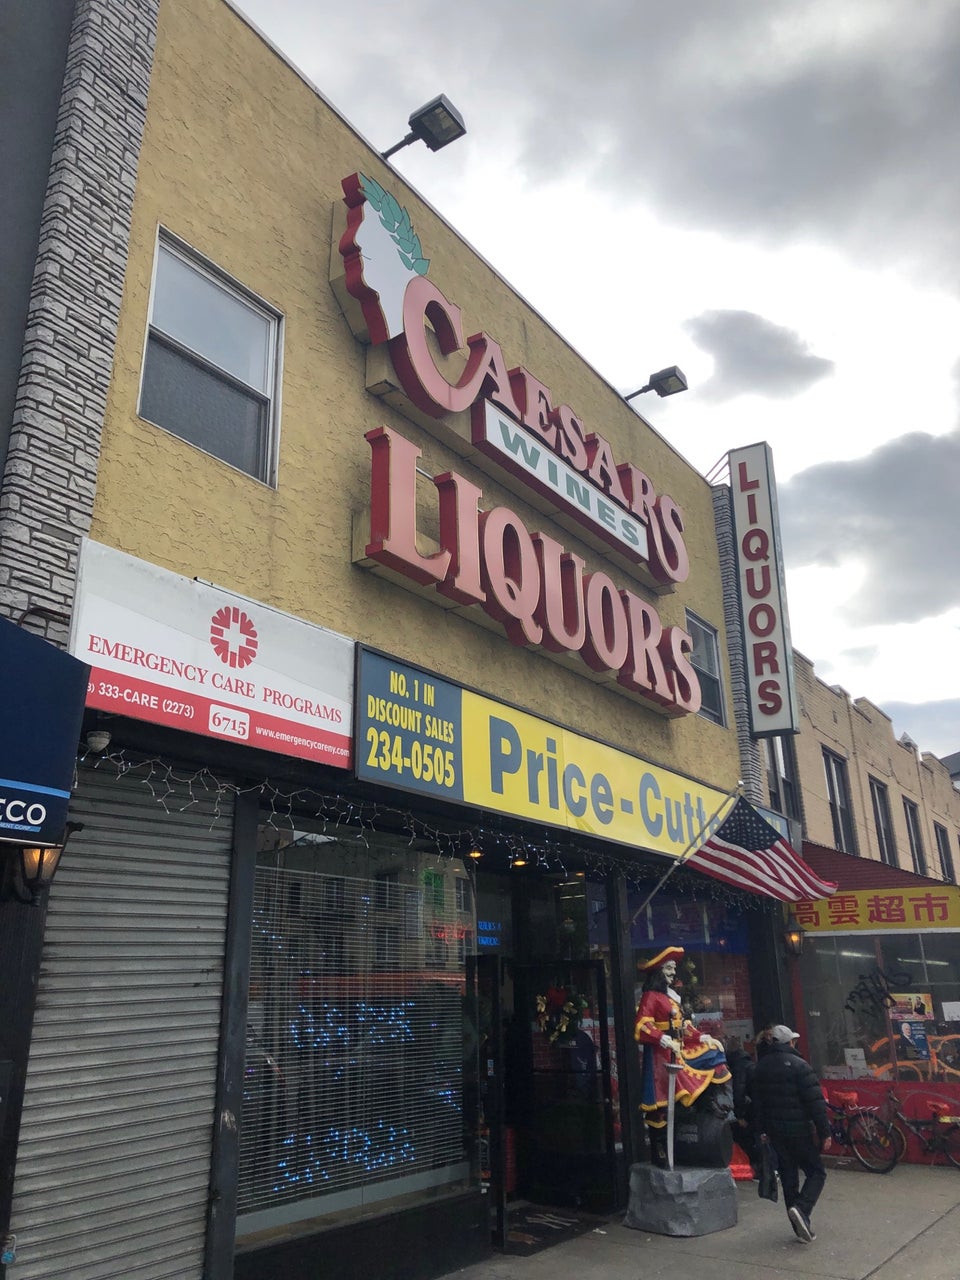 CAESARS
WINES
LIQUORS
LIQUORS
EMERGENCY CARE PROGRAMS
333-CARE (2273)
6715
www.emergencycareny.com
NO. 1 IN
DISCOUNT SALES
234-0505
Price-Cutte
ECO
高雲超市